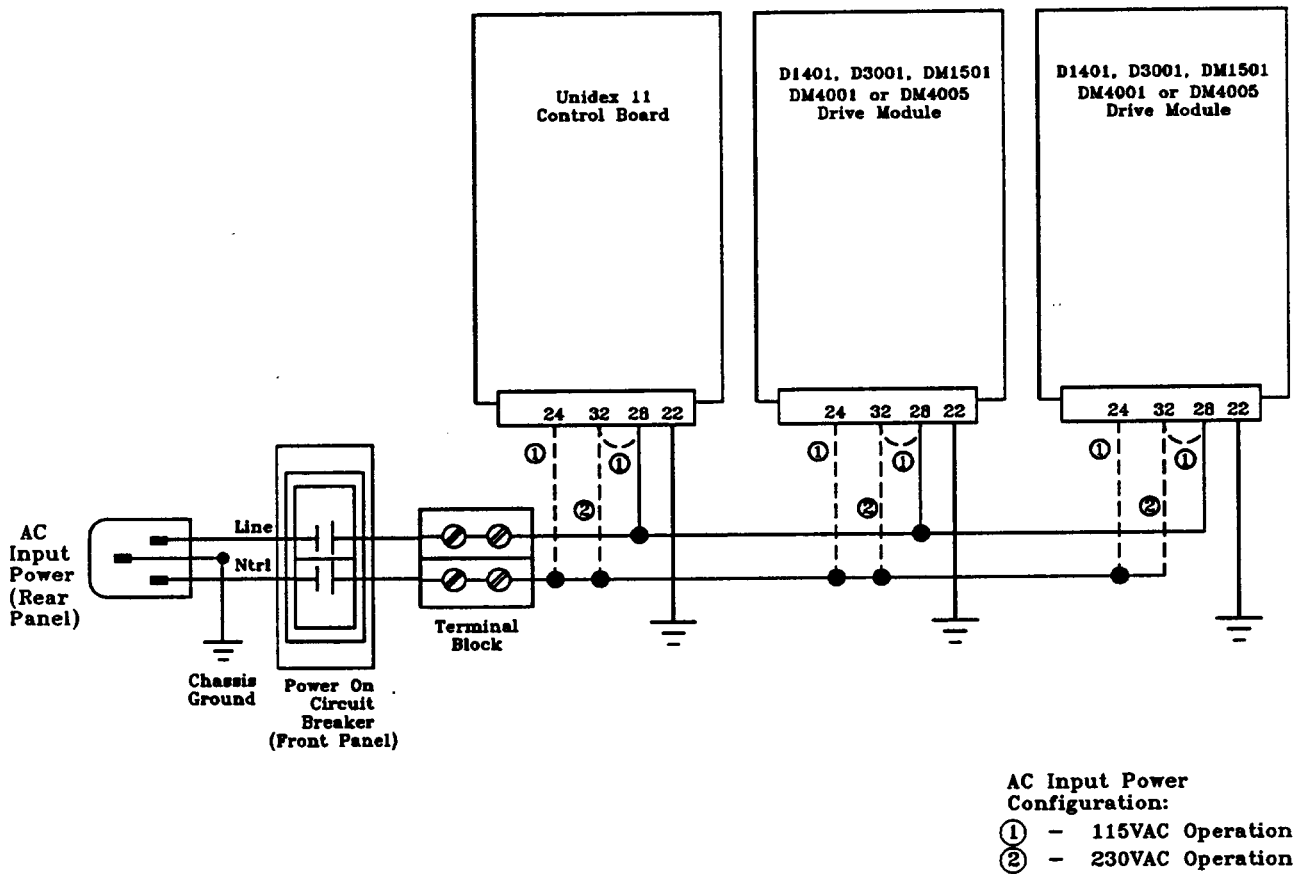 Unidex 11
Control Board
D1401, D3001, DM1501
DM4001 or DM4005
Drive Module
D1401, D3001, DM1501
DM4001 or DM4005
Drive Module
24 32 28 22
24 32 28 22
24 32 28 22
① ① ②
① ① ②
① ① ②
AC
Input
Power
(Rear
Panel)
Line
Ntrl
Chassis
Ground
Power On
Circuit
Breaker
(Front Panel)
Terminal
Block
AC Input Power
Configuration:
① - 115VAC Operation
② - 230VAC Operation